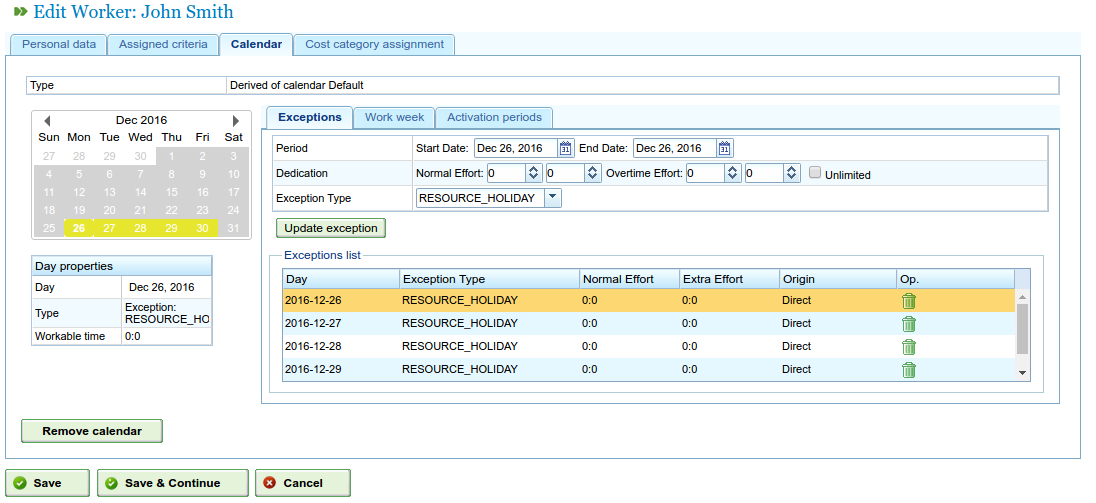 Edit Worker: John Smith
Personal data Assigned criteria Calendar Cost category assignment
Type Derived of calendar Default
Dec 2016
Sun Mon Tue Wed Thu Fri Sat
27 28 29 30 1 2 3
4 5 6 7 8 9 10
11 12 13 14 15 16 17
18 19 20 21 22 23 24
25 26 27 28 29 30 31
Day properties
Day Dec 26, 2016
Type Exception:
RESOURCE_HO
Workable time 0:0
Exceptions Work week Activation periods
Period Start Date: Dec 26, 2016 31 End Date: Dec 26, 2016 31
Dedication Normal Effort: 0 0 Overtime Effort: 0 0 Unlimited
Exception Type RESOURCE_HOLIDAY
Update exception
Exceptions list
Day Exception Type Normal Effort Extra Effort Origin Op.
2016-12-26 RESOURCE_HOLIDAY 0:0 0:0 Direct
2016-12-27 RESOURCE_HOLIDAY 0:0 0:0 Direct
2016-12-28 RESOURCE_HOLIDAY 0:0 0:0 Direct
2016-12-29 RESOURCE_HOLIDAY 0:0 0:0 Direct
Remove calendar
Save Save & Continue Cancel